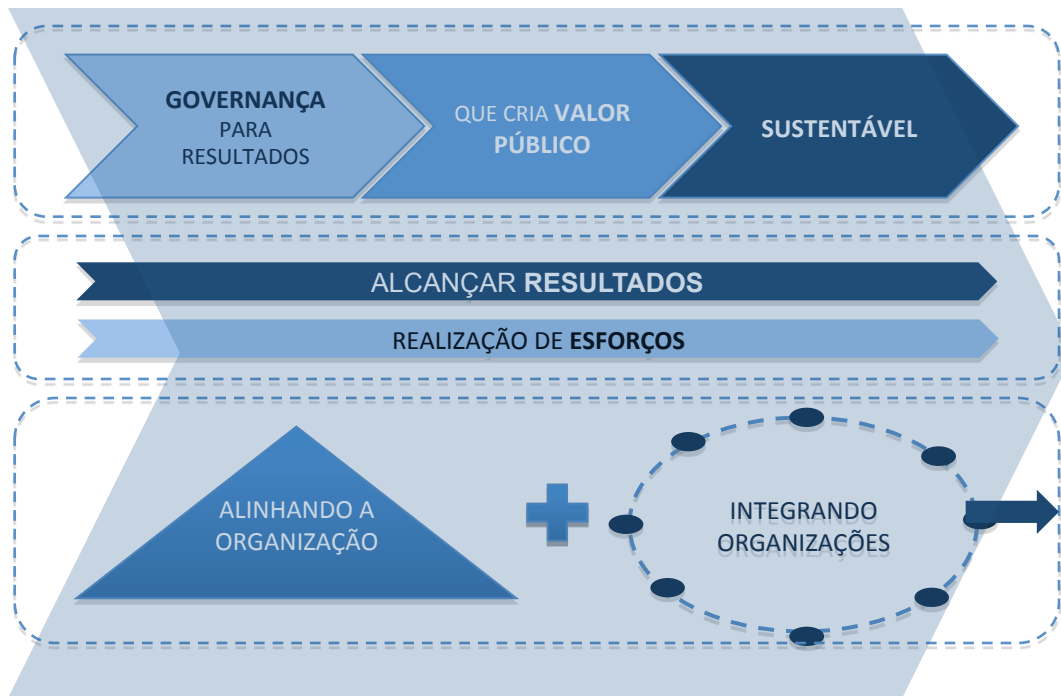 GOVERNANÇA
PARA
RESULTADOS
QUE CRIA VALOR
PÚBLICO
SUSTENTÁVEL
ALCANÇAR RESULTADOS
REALIZAÇÃO DE ESFORÇOS
ALINHANDO A
ORGANIZAÇÃO
INTEGRANDO
ORGANIZAÇÕES